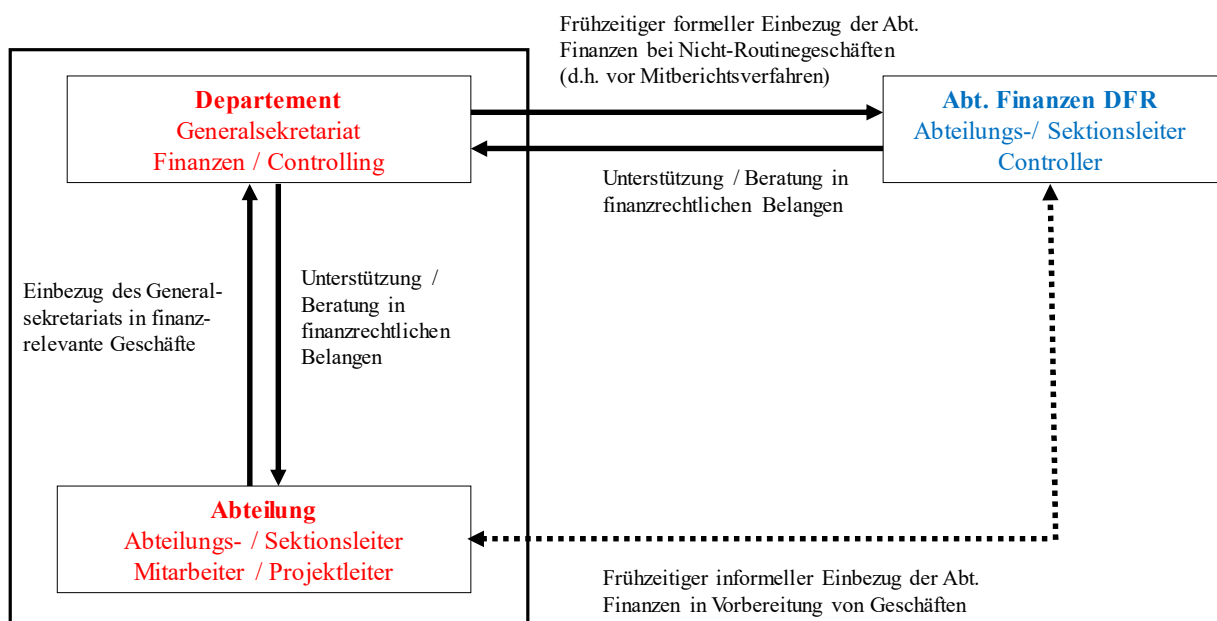 Frühzeitiger formeller Einbezug der Abt.
Finanzen bei Nicht-Routinegeschäften
(d.h. vor Mitberichtsverfahren)
Departement
Generalsekretariat
Finanzen / Controlling
Abt. Finanzen DFR
Abteilungs-/ Sektionsleiter
Controller
Unterstützung / Beratung in
finanzrechtlichen Belangen
Einbezug des General-
sekretariats in finanz-
relevante Geschäfte
Unterstützung /
Beratung in
finanzrechtlichen
Belangen
Abteilung
Abteilungs- / Sektionsleiter
Mitarbeiter / Projektleiter
Frühzeitiger informeller Einbezug der Abt.
Finanzen in Vorbereitung von Geschäften